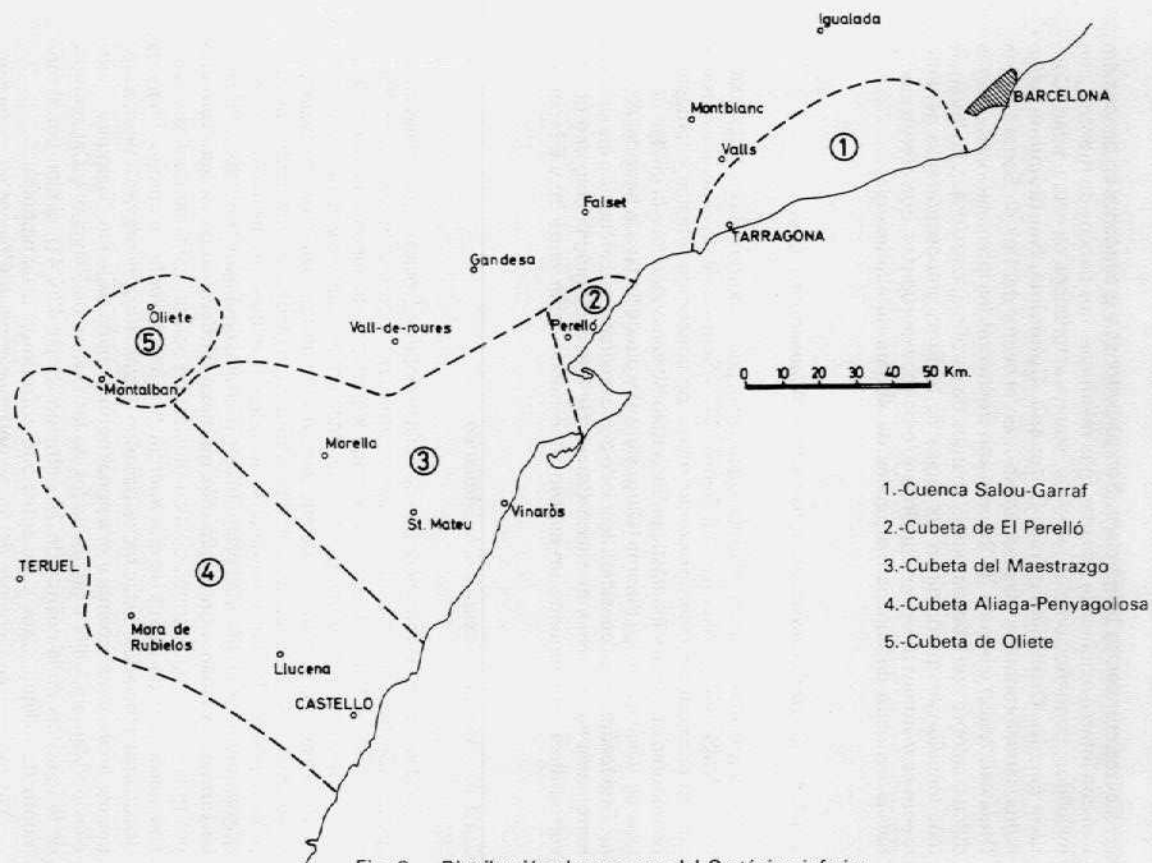 Igualada
BARCELONA
Montblanc
Valls
1
Falset
TARRAGONA
Gandesa
2
Oliete
Perelló
Vall-de-roures
5
Montalban
0 10 20 30 40 50 Km.
Morella
3
St. Mateu
Vinaròs
TERUEL
4
Mora de
Rubielos
Llucena
CASTELLO
1.-Cuenca Salou-Garraf
2.-Cubeta de El Perelló
3.-Cubeta del Maestrazgo
4.-Cubeta Aliaga-Penyagolosa
5.-Cubeta de Oliete